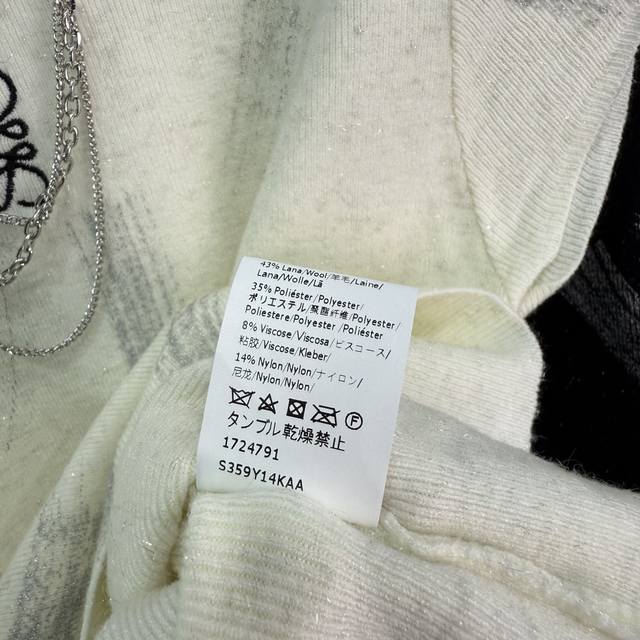 43% Lana/Wool/羊毛/Laine/
Lana/Wolle/Lã
35% Poliéster/Polyester/
ポリエステル/聚酯纤维/Polyester/
Poliestere/Polyester/Poliéster
8% Viscose/Viscosa/ビスコース/
粘胶/Viscose/Kleber/
14% Nylon/Nylon/ナイロン/
尼龙/Nylon/Nylon/
F
タンブル乾燥禁止
1724791
S359Y14KAA